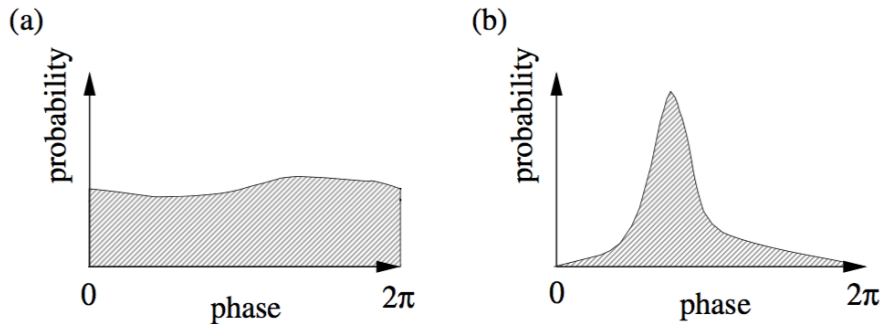 (a)
probability
0
phase
2π
(b)
probability
0
phase
2π